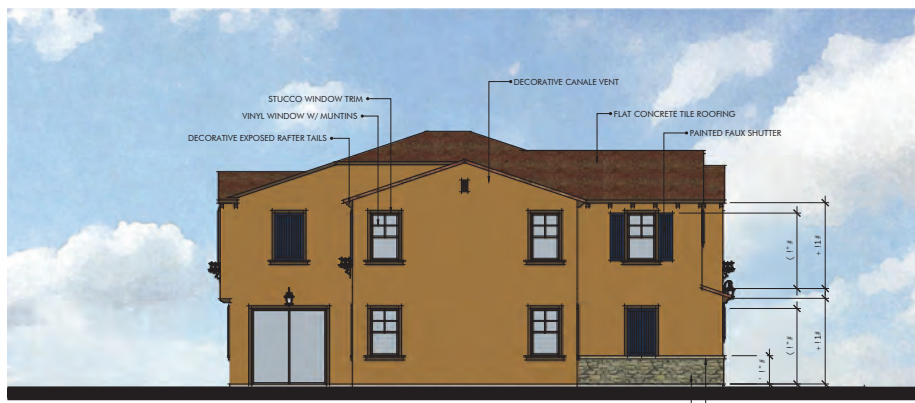 DECORATIVE CANALE VENT
STUCCO WINDOW TRIM
VINYL WINDOW W/ MUNTINS
FLAT CONCRETE TILE ROOFING
PAINTED FAUX SHUTTER
DECORATIVE EXPOSED RAFTER TAILS